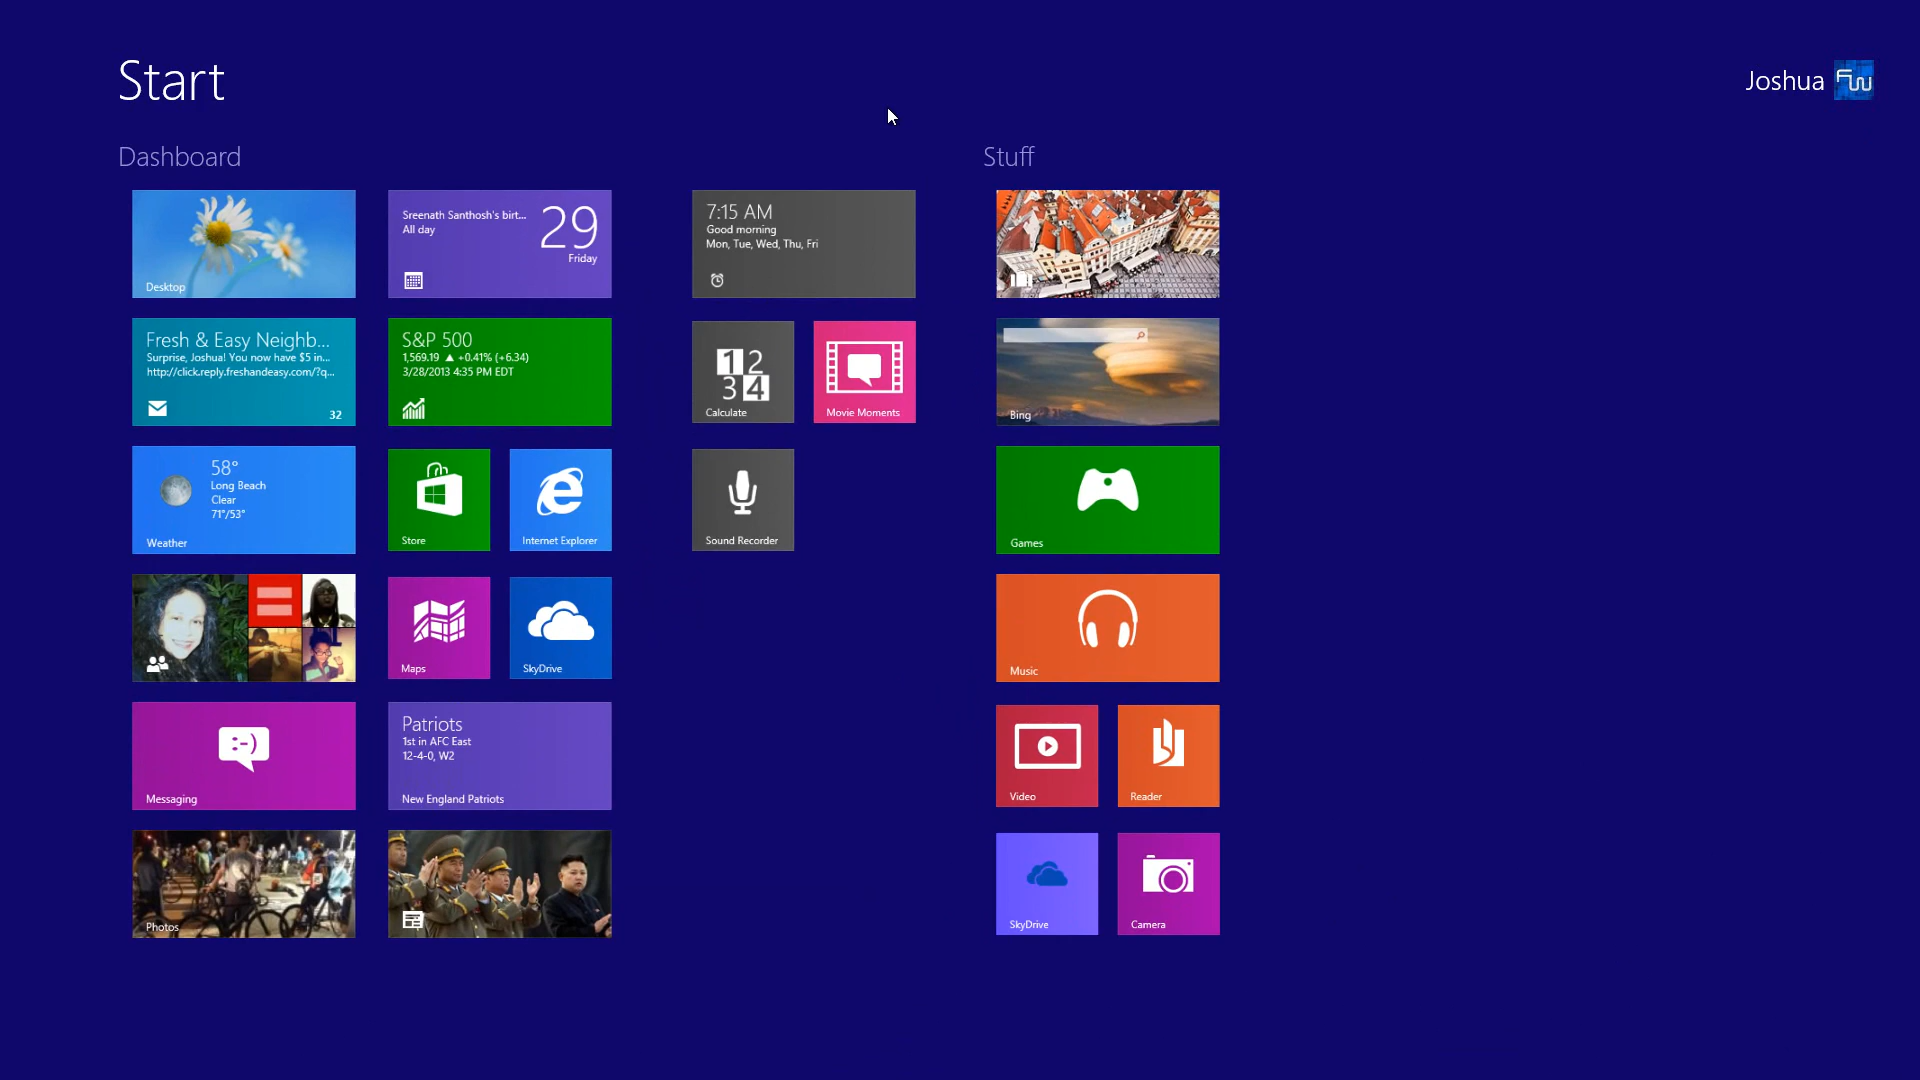 Start
Joshua
Dashboard
Stuff
Desktop
Sreenath Santhosh's birt...
All day
29
Friday
7:15 AM
Good morning
Mon, Tue, Wed, Thu, Fri
Fresh & Easy Neighb...
Surprise, Joshua! You now have $5 in...
http://click.reply.freshandeasy.com/?q...
32
S&P 500
1,569.19 ▲ +0.41% (+6.34)
3/28/2013 4:35 PM EDT
1 2
3 4
Calculate
Movie Moments
Bing
58°
Long Beach
Clear
71°/53°
Weather
Store
Internet Explorer
Sound Recorder
Games
Maps
SkyDrive
Music
:-)
Messaging
Patriots
1st in AFC East
12-4-0, W2
New England Patriots
Video
Reader
Photos
SkyDrive
Camera